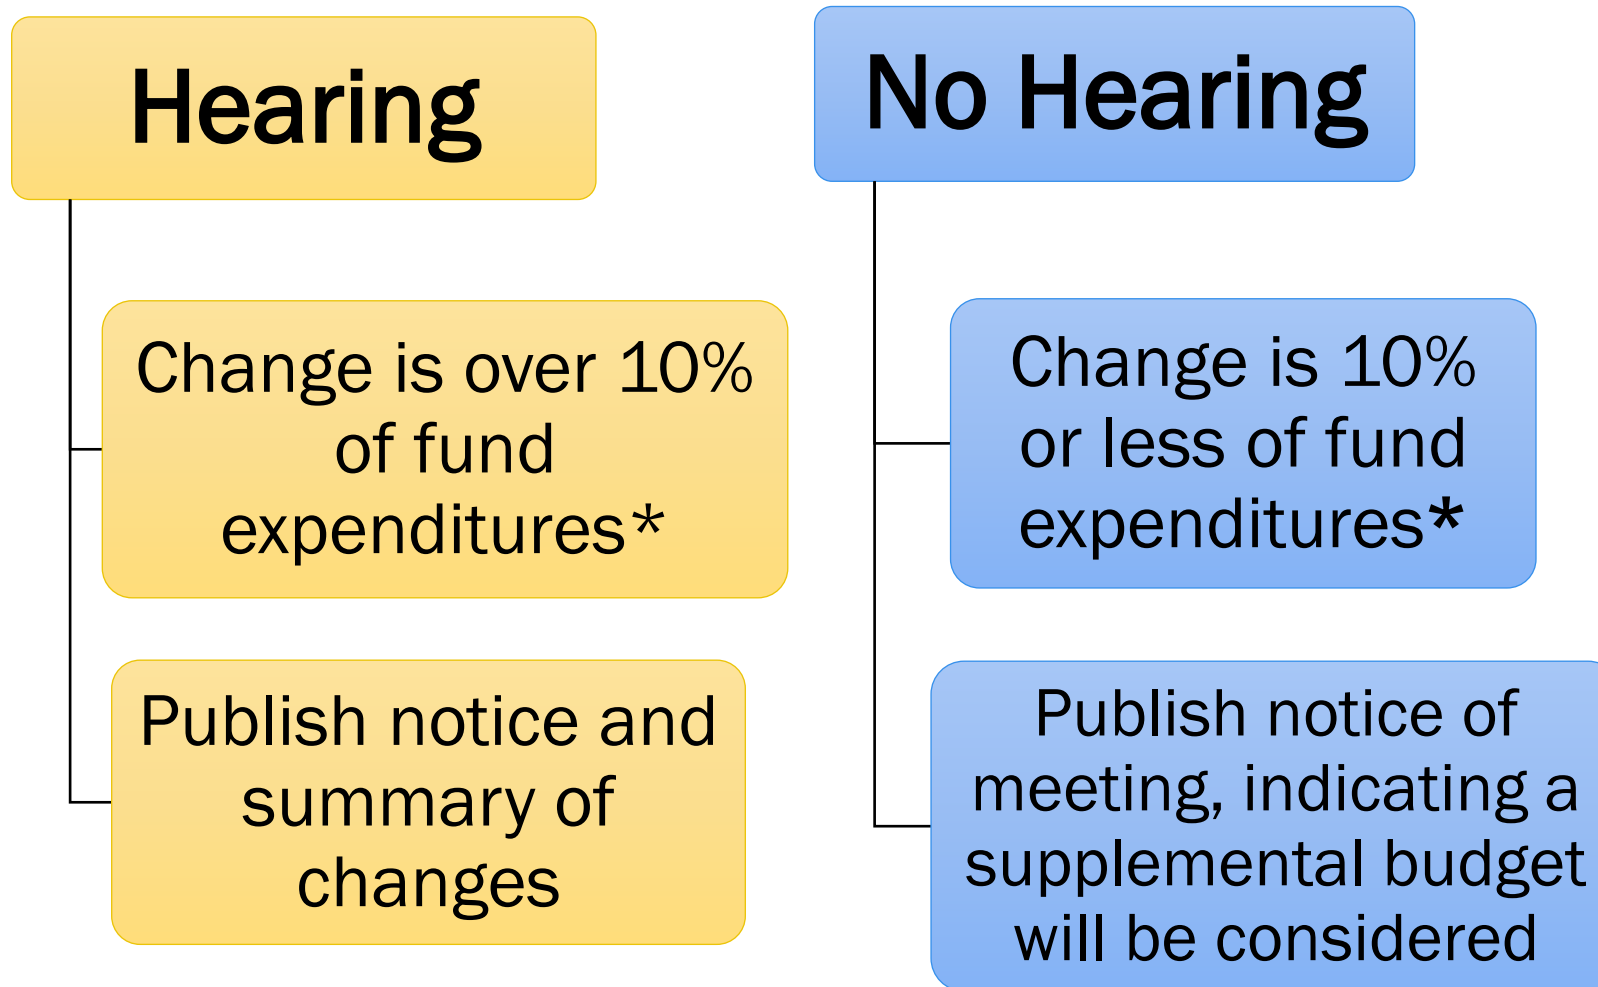 Hearing
Change is over 10%
of fund
expenditures*
Publish notice and
summary of
changes
No Hearing
Change is 10%
or less of fund
expenditures*
Publish notice of
meeting, indicating a
supplemental budget
will be considered